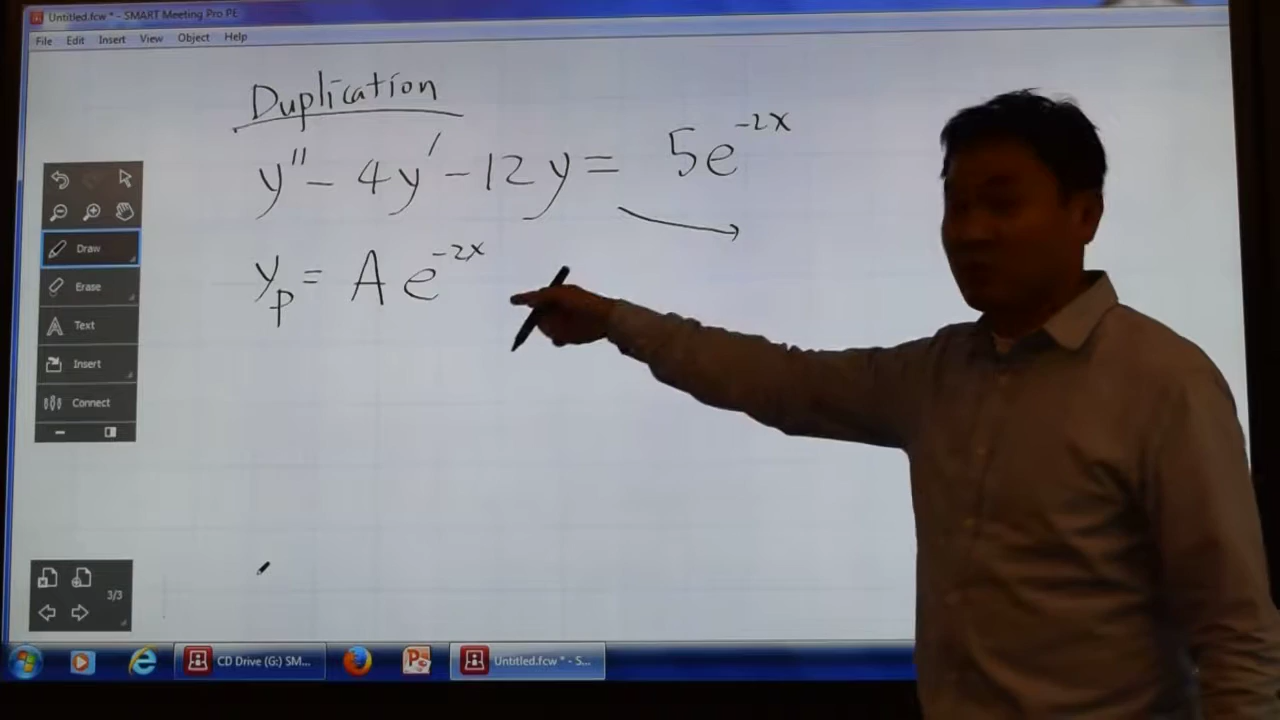 Untitled.fcw * - SMART Meeting Pro PE
File Edit Insert View Object Help
Duplication
y'' - 4y' - 12y = 5e^-2x
y_p = A e^-2x
Draw
Erase
Text
Insert
Connect
3/3
CD Drive (G:) SM...
Untitled.fcw * - S...